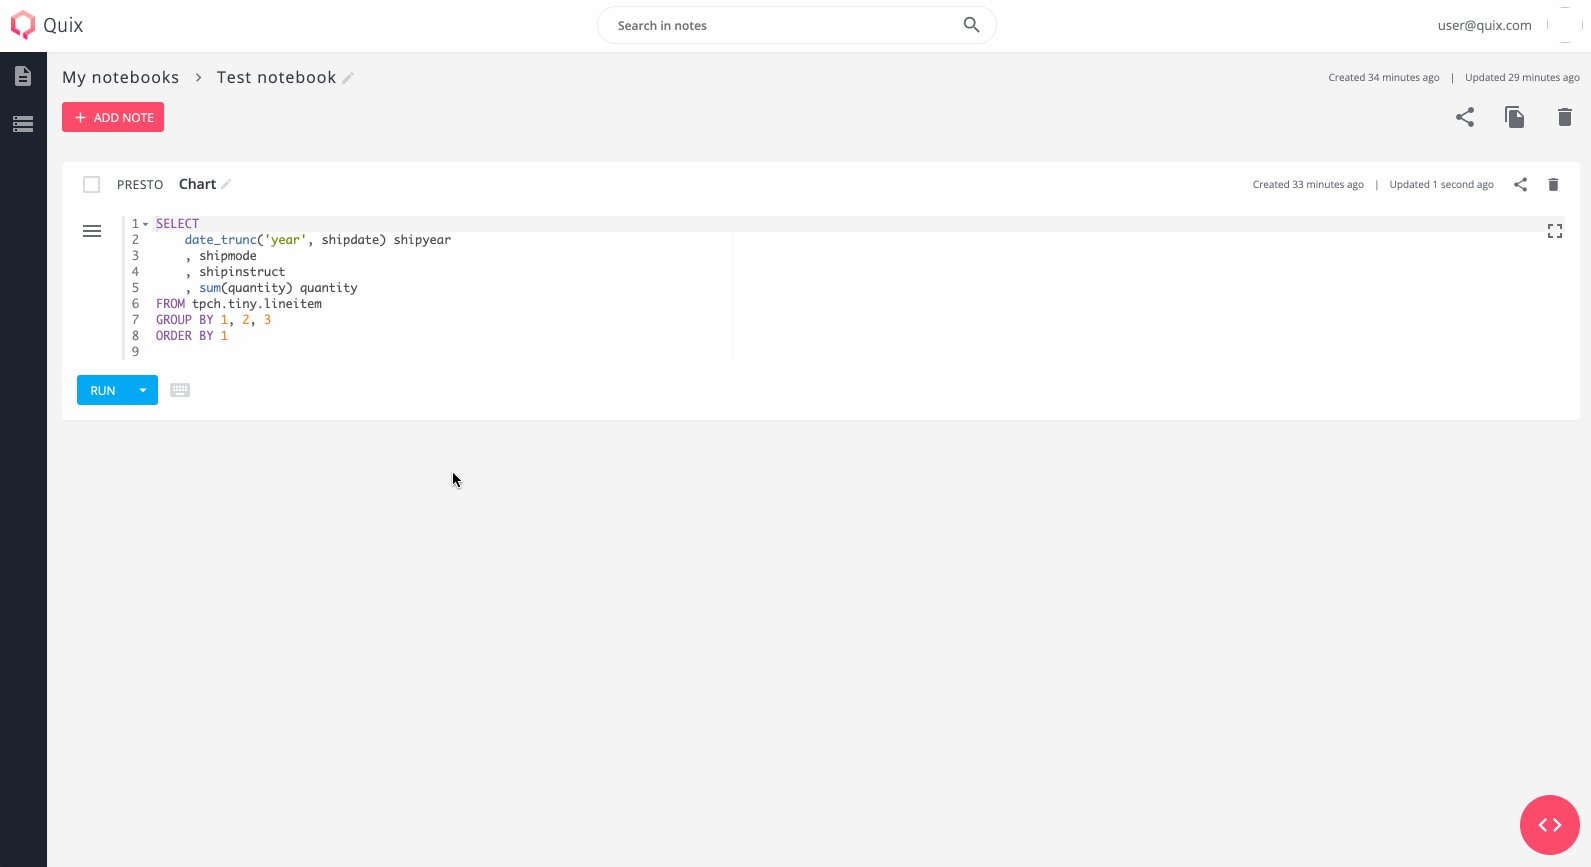 Quix
Search in notes
user@quix.com
My notebooks > Test notebook
Created 34 minutes ago | Updated 29 minutes ago
+ ADD NOTE
PRESTO Chart
Created 33 minutes ago | Updated 1 second ago
1 SELECT
2 date_trunc('year', shipdate) shipyear
3 , shipmode
4 , shipinstruct
5 , sum(quantity) quantity
6 FROM tpch.tiny.lineitem
7 GROUP BY 1, 2, 3
8 ORDER BY 1
9
RUN